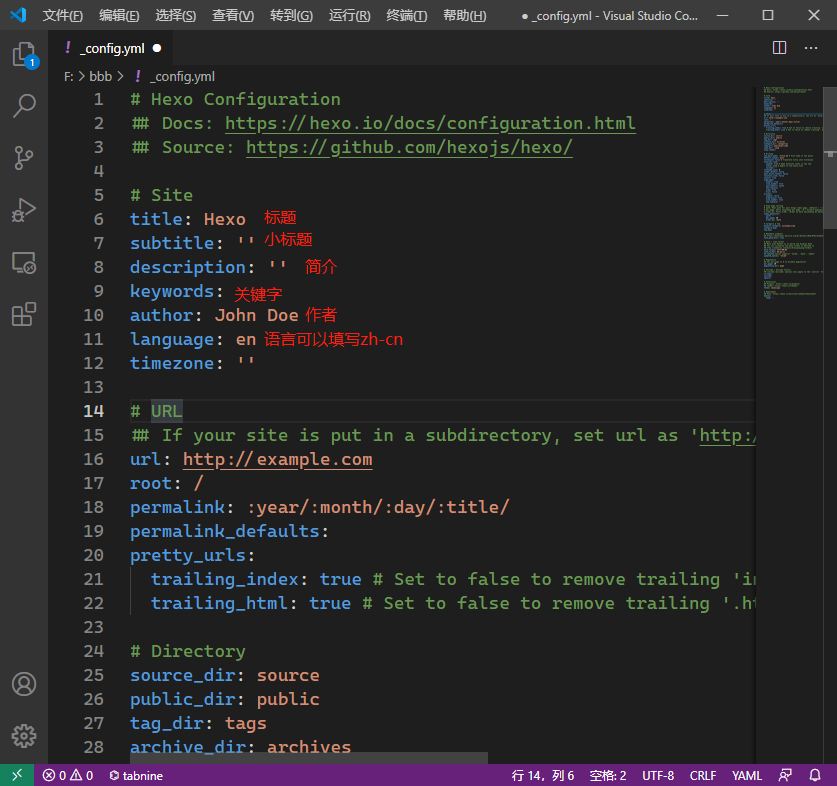 文件(F) 编辑(E) 选择(S) 查看(V) 转到(G) 运行(R) 终端(T) 帮助(H) ● _config.yml - Visual Studio Co...
! _config.yml ●
1
F: > bbb > ! _config.yml
1 # Hexo Configuration
2 ## Docs: https://hexo.io/docs/configuration.html
3 ## Source: https://github.com/hexojs/hexo/
4
5 # Site
6 title: Hexo 标题
7 subtitle: '' 小标题
8 description: '' 简介
9 keywords: 关键字
10 author: John Doe 作者
11 language: en 语言可以填写zh-cn
12 timezone: ''
13
14 # URL
15 ## If your site is put in a subdirectory, set url as 'http:/
16 url: http://example.com
17 root: /
18 permalink: :year/:month/:day/:title/
19 permalink_defaults:
20 pretty_urls:
21 trailing_index: true # Set to false to remove trailing 'in
22 trailing_html: true # Set to false to remove trailing '.ht
23
24 # Directory
25 source_dir: source
26 public_dir: public
27 tag_dir: tags
28 archive_dir: archives
0 0 tabnine 行 14，列 6 空格: 2 UTF-8 CRLF YAML